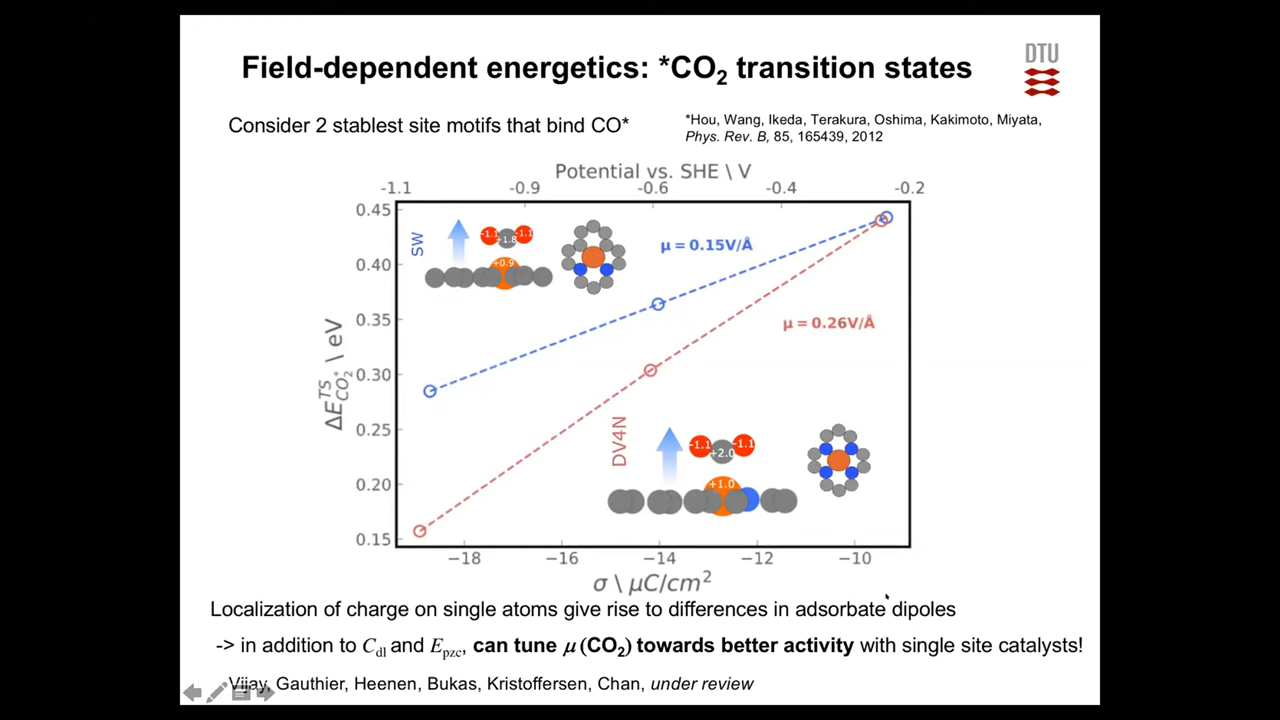 Field-dependent energetics: *CO₂ transition states
DTU
Consider 2 stablest site motifs that bind CO*
*Hou, Wang, Ikeda, Terakura, Oshima, Kakimoto, Miyata,
Phys. Rev. B, 85, 165439, 2012
Potential vs. SHE \ V
-1.1 -0.9 -0.6 -0.4 -0.2
0.45
0.40
0.35
0.30
0.25
0.20
0.15
ΔE^{TS}_{CO₂*} \ eV
SW
-1.1 +1.8 -1.1
+0.9
μ = 0.15V/Å
μ = 0.26V/Å
DV4N
-1.1 +2.0 -1.1
+1.0
−18 −16 −14 −12 −10
σ \ μC/cm²
Localization of charge on single atoms give rise to differences in adsorbate dipoles
-> in addition to C_dl and E_pzc, can tune μ (CO₂) towards better activity with single site catalysts!
Vijay, Gauthier, Heenen, Bukas, Kristoffersen, Chan, under review